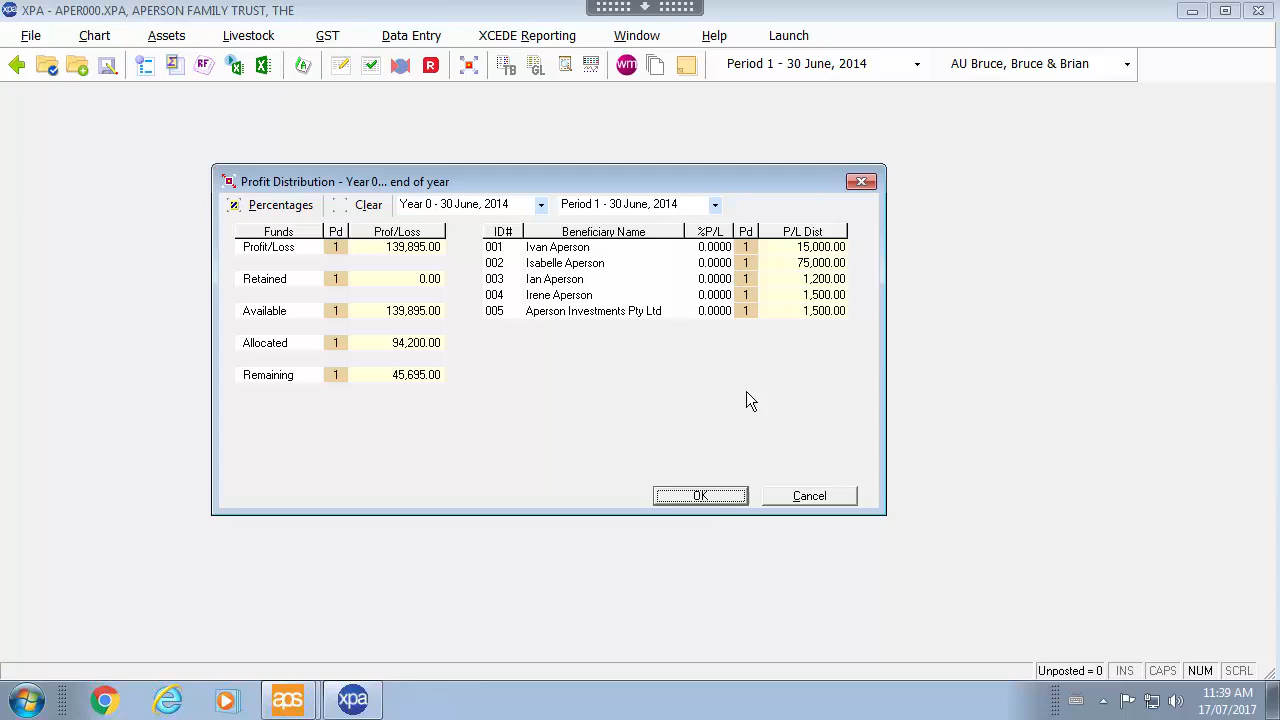 XPA - APER000.XPA, APERSON FAMILY TRUST, THE
File Chart Assets Livestock GST Data Entry XCEDE Reporting Window Help Launch
RF R TB GL wm Period 1 - 30 June, 2014 AU Bruce, Bruce & Brian
Profit Distribution - Year 0... end of year
Percentages Clear Year 0 - 30 June, 2014 Period 1 - 30 June, 2014
Funds Pd Prof/Loss ID# Beneficiary Name %P/L Pd P/L Dist
Profit/Loss 1 139,895.00 001 Ivan Aperson 0.0000 1 15,000.00
002 Isabelle Aperson 0.0000 1 75,000.00
Retained 1 0.00 003 Ian Aperson 0.0000 1 1,200.00
004 Irene Aperson 0.0000 1 1,500.00
Available 1 139,895.00 005 Aperson Investments Pty Ltd 0.0000 1 1,500.00
Allocated 1 94,200.00
Remaining 1 45,695.00
OK Cancel
Unposted = 0 INS CAPS NUM SCRL
aps xpa 11:39 AM
17/07/2017